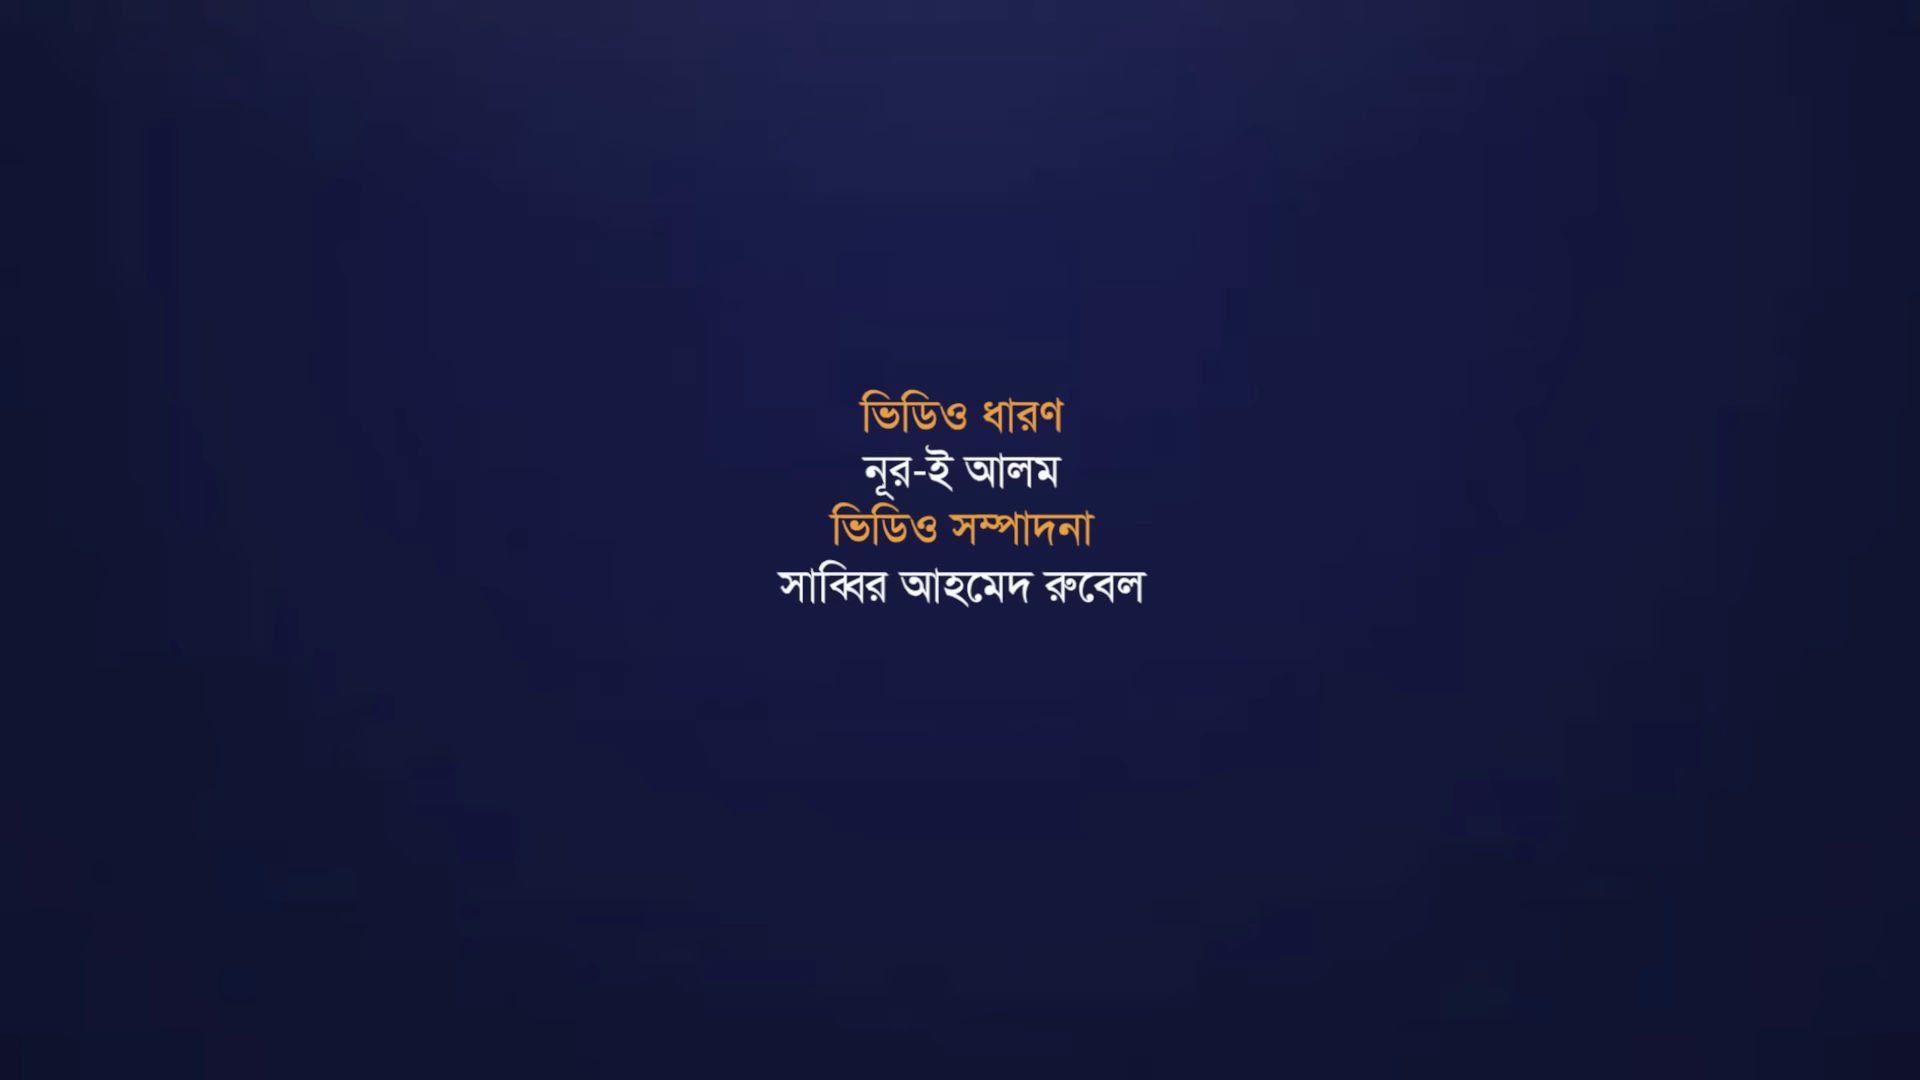 ভিডিও ধারণ
নূর-ই আলম
ভিডিও সম্পাদনা
সাব্বির আহমেদ রুবেল